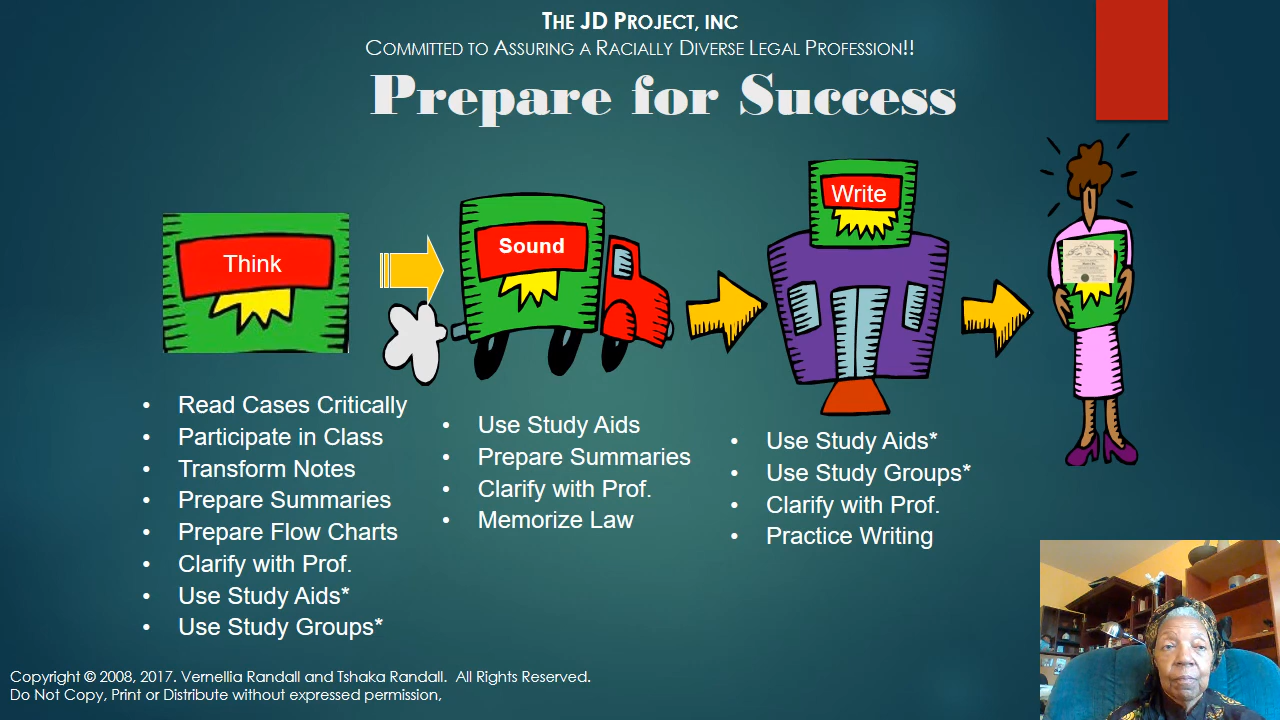 THE JD PROJECT, INC
COMMITTED TO ASSURING A RACIALLY DIVERSE LEGAL PROFESSION!!
Prepare for Success
Think
Sound
Write
• Read Cases Critically
• Participate in Class
• Transform Notes
• Prepare Summaries
• Prepare Flow Charts
• Clarify with Prof.
• Use Study Aids*
• Use Study Groups*
• Use Study Aids
• Prepare Summaries
• Clarify with Prof.
• Memorize Law
• Use Study Aids*
• Use Study Groups*
• Clarify with Prof.
• Practice Writing
Copyright © 2008, 2017. Vernellia Randall and Tshaka Randall. All Rights Reserved.
Do Not Copy, Print or Distribute without expressed permission,